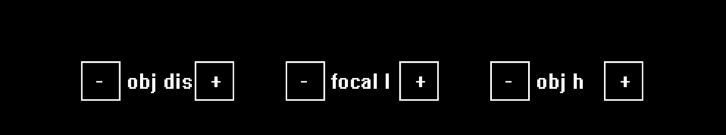 - obj dis + - focal l + - obj h +